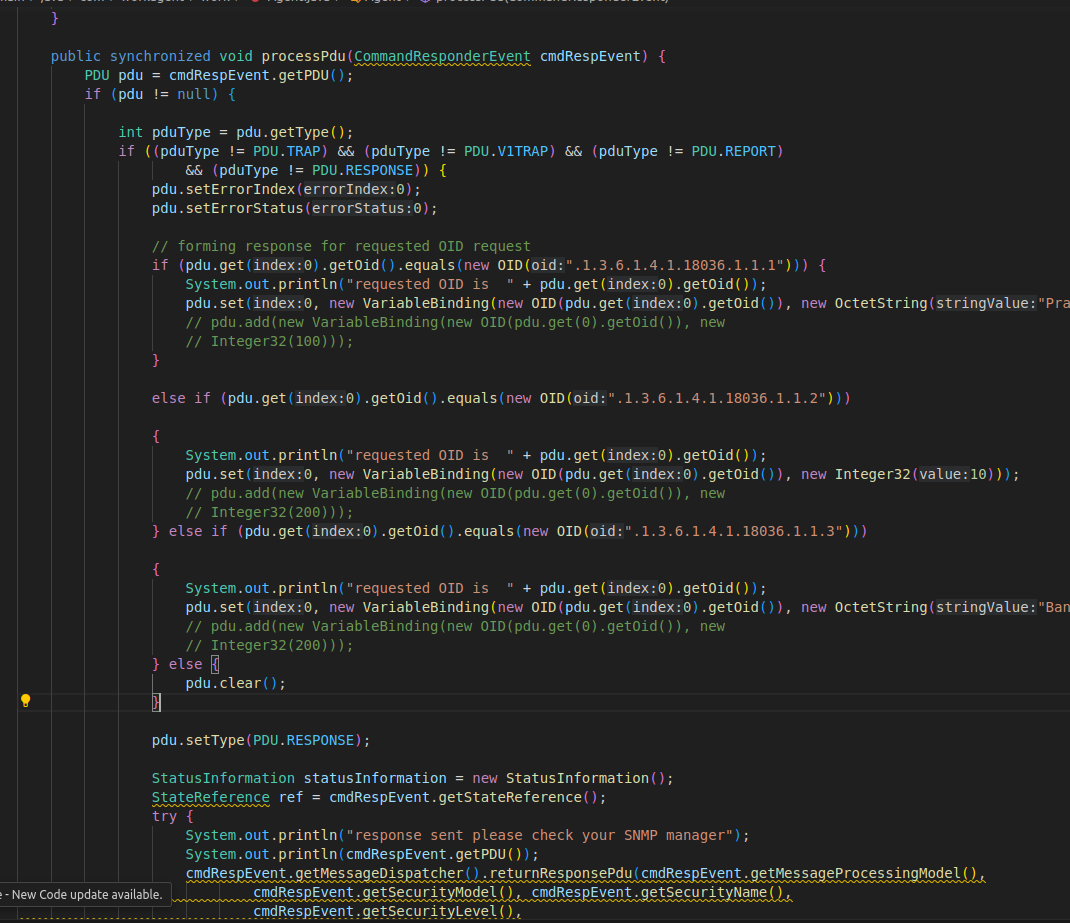 }
public synchronized void processPdu(CommandResponderEvent cmdRespEvent) {
PDU pdu = cmdRespEvent.getPDU();
if (pdu != null) {
int pduType = pdu.getType();
if ((pduType != PDU.TRAP) && (pduType != PDU.V1TRAP) && (pduType != PDU.REPORT)
&& (pduType != PDU.RESPONSE)) {
pdu.setErrorIndex(errorIndex:0);
pdu.setErrorStatus(errorStatus:0);
// forming response for requested OID request
if (pdu.get(index:0).getOid().equals(new OID(oid:".1.3.6.1.4.1.18036.1.1.1"))) {
System.out.println("requested OID is  " + pdu.get(index:0).getOid());
pdu.set(index:0, new VariableBinding(new OID(pdu.get(index:0).getOid()), new OctetString(stringValue:"Pra
// pdu.add(new VariableBinding(new OID(pdu.get(0).getOid()), new
// Integer32(100)));
}
else if (pdu.get(index:0).getOid().equals(new OID(oid:".1.3.6.1.4.1.18036.1.1.2")))
{
System.out.println("requested OID is  " + pdu.get(index:0).getOid());
pdu.set(index:0, new VariableBinding(new OID(pdu.get(index:0).getOid()), new Integer32(value:10)));
// pdu.add(new VariableBinding(new OID(pdu.get(0).getOid()), new
// Integer32(200)));
} else if (pdu.get(index:0).getOid().equals(new OID(oid:".1.3.6.1.4.1.18036.1.1.3")))
{
System.out.println("requested OID is  " + pdu.get(index:0).getOid());
pdu.set(index:0, new VariableBinding(new OID(pdu.get(index:0).getOid()), new OctetString(stringValue:"Ban
// pdu.add(new VariableBinding(new OID(pdu.get(0).getOid()), new
// Integer32(200)));
} else {
pdu.clear();
}
pdu.setType(PDU.RESPONSE);
StatusInformation statusInformation = new StatusInformation();
StateReference ref = cmdRespEvent.getStateReference();
try {
System.out.println("response sent please check your SNMP manager");
System.out.println(cmdRespEvent.getPDU());
cmdRespEvent.getMessageDispatcher().returnResponsePdu(cmdRespEvent.getMessageProcessingModel(),
- New Code update available.
cmdRespEvent.getSecurityModel(), cmdRespEvent.getSecurityName(),
cmdRespEvent.getSecurityLevel(),